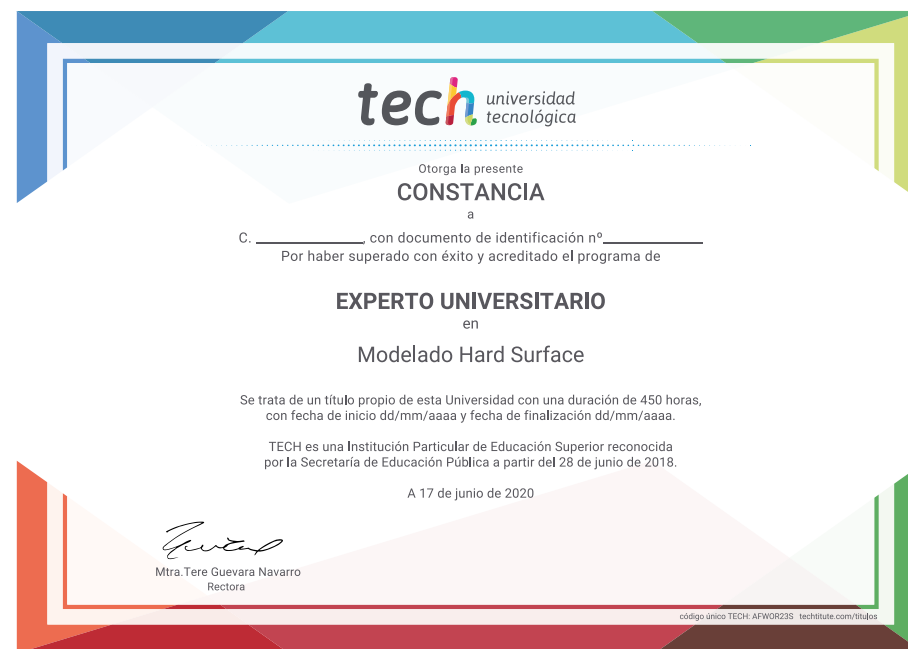 tech universidad
tecnológica
Otorga la presente
CONSTANCIA
a
C. ______________, con documento de identificación nº_____________
Por haber superado con éxito y acreditado el programa de
EXPERTO UNIVERSITARIO
en
Modelado Hard Surface
Se trata de un título propio de esta Universidad con una duración de 450 horas,
con fecha de inicio dd/mm/aaaa y fecha de finalización dd/mm/aaaa.
TECH es una Institución Particular de Educación Superior reconocida
por la Secretaría de Educación Pública a partir del 28 de junio de 2018.
A 17 de junio de 2020
Mtra.Tere Guevara Navarro
Rectora
código único TECH: AFWOR23S techtitute.com/titulos